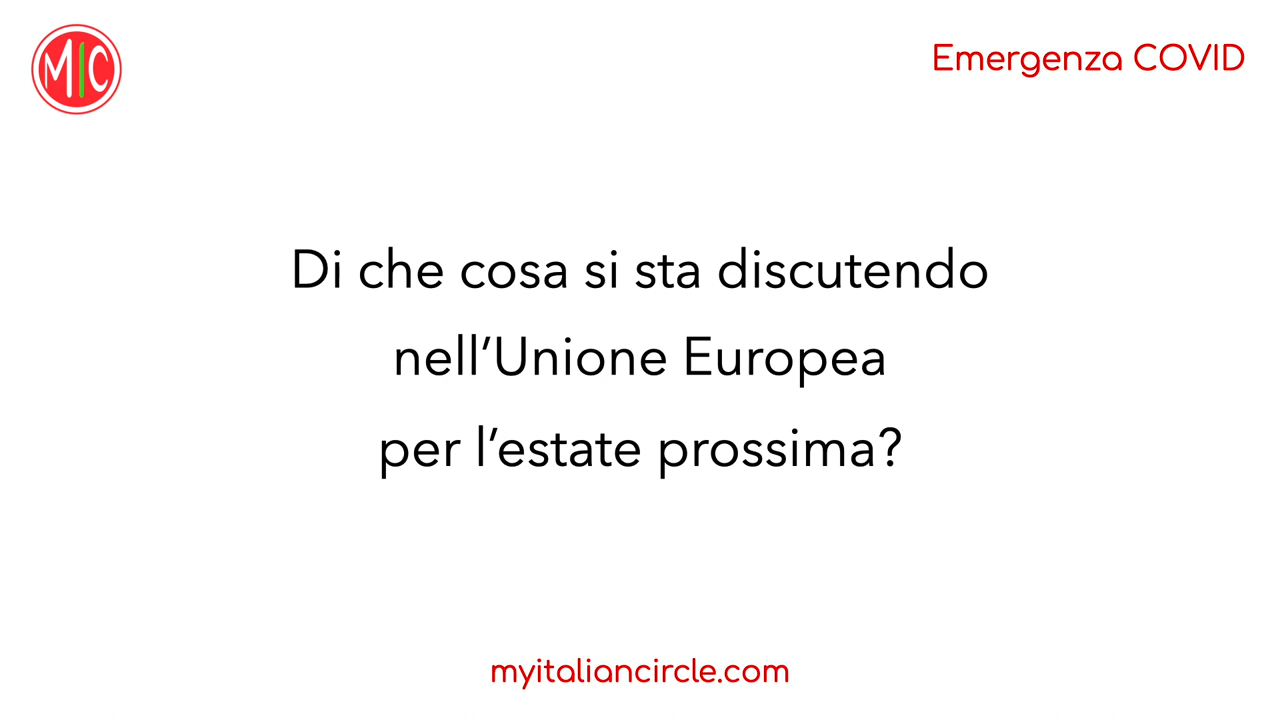 MIC
Emergenza COVID
Di che cosa si sta discutendo
nell’Unione Europea
per l’estate prossima?
myitaliancircle.com